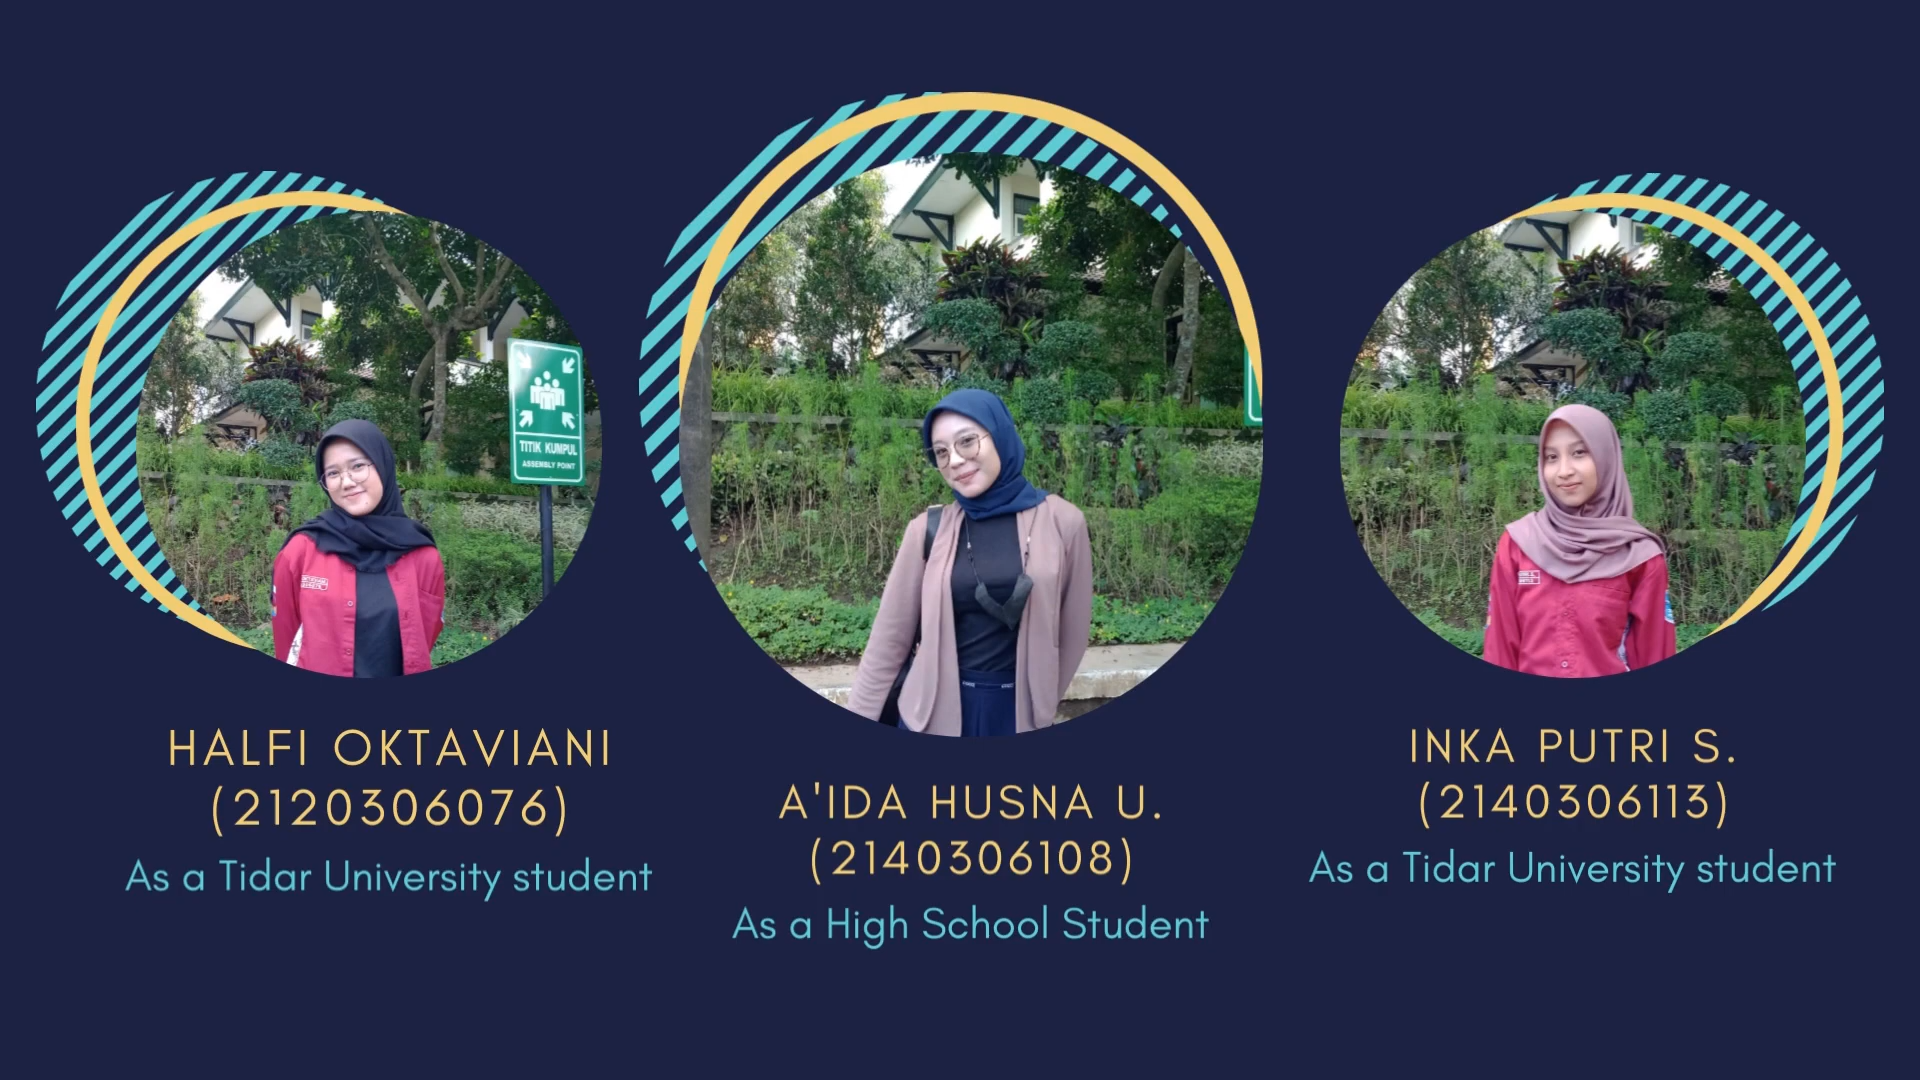 TITIK KUMPUL
ASSEMBLY POINT
HALFI OKTAVIANI
(2120306076)
As a Tidar University student
A'IDA HUSNA U.
(2140306108)
As a High School Student
INKA PUTRI S.
(2140306113)
As a Tidar University student